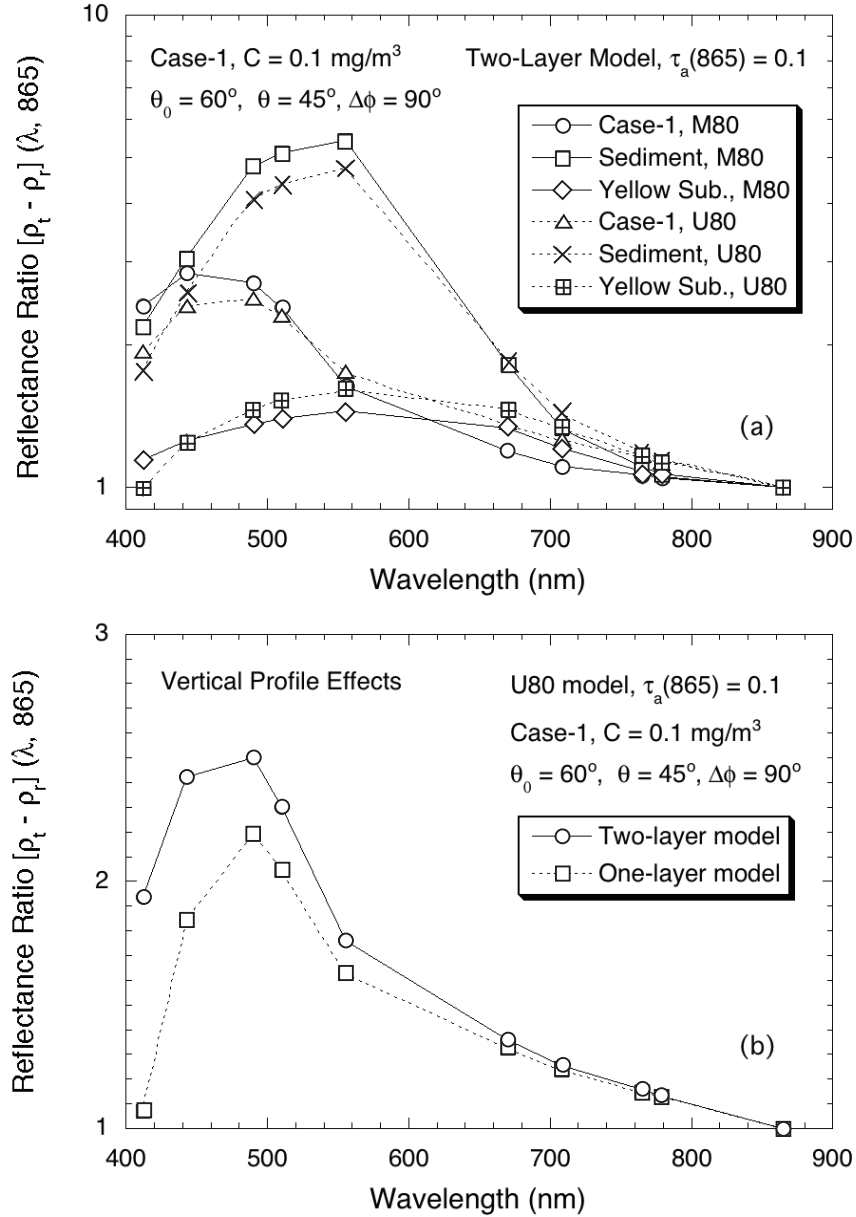 10
Case-1, C = 0.1 mg/m³
Two-Layer Model, τₐ(865) = 0.1
θ₀ = 60°, θ = 45°, Δϕ = 90°
Case-1, M80
Sediment, M80
Yellow Sub., M80
Case-1, U80
Sediment, U80
Yellow Sub., U80
Reflectance Ratio [ρₜ - ρᵣ] (λ, 865)
(a)
1
400 500 600 700 800 900
Wavelength (nm)
3
Vertical Profile Effects
U80 model, τₐ(865) = 0.1
Case-1, C = 0.1 mg/m³
θ₀ = 60°, θ = 45°, Δϕ = 90°
Two-layer model
One-layer model
Reflectance Ratio [ρₜ - ρᵣ] (λ, 865)
2
(b)
1
400 500 600 700 800 900
Wavelength (nm)